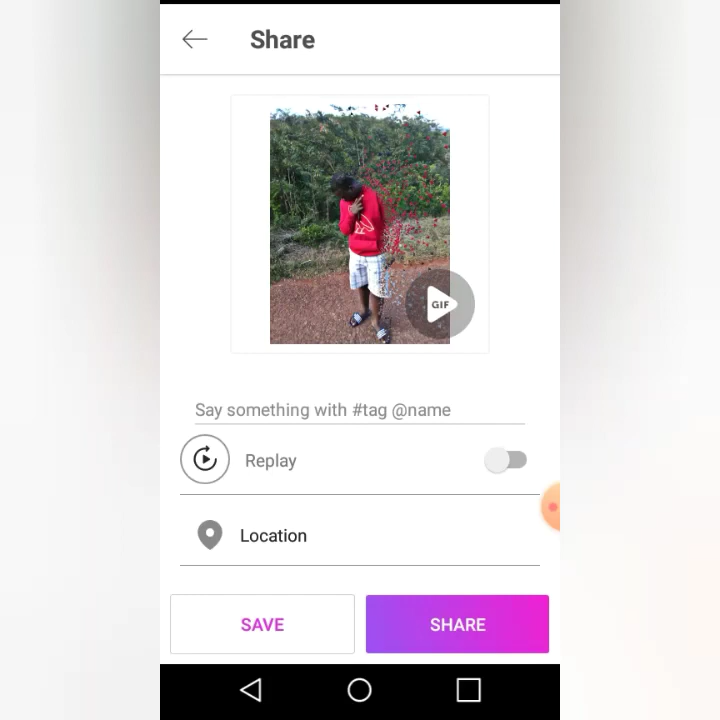 Share
GIF
Say something with #tag @name
Replay
Location
SAVE
SHARE